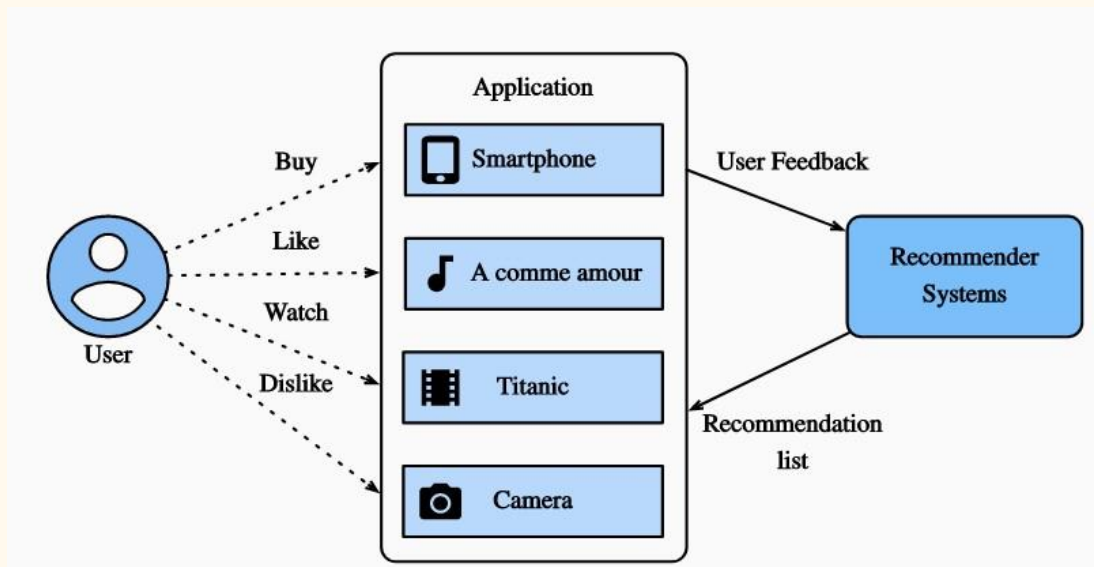 Application
Buy
Smartphone
User Feedback
Like
A comme amour
Recommender
Systems
Watch
User
Dislike
Titanic
Recommendation
list
Camera